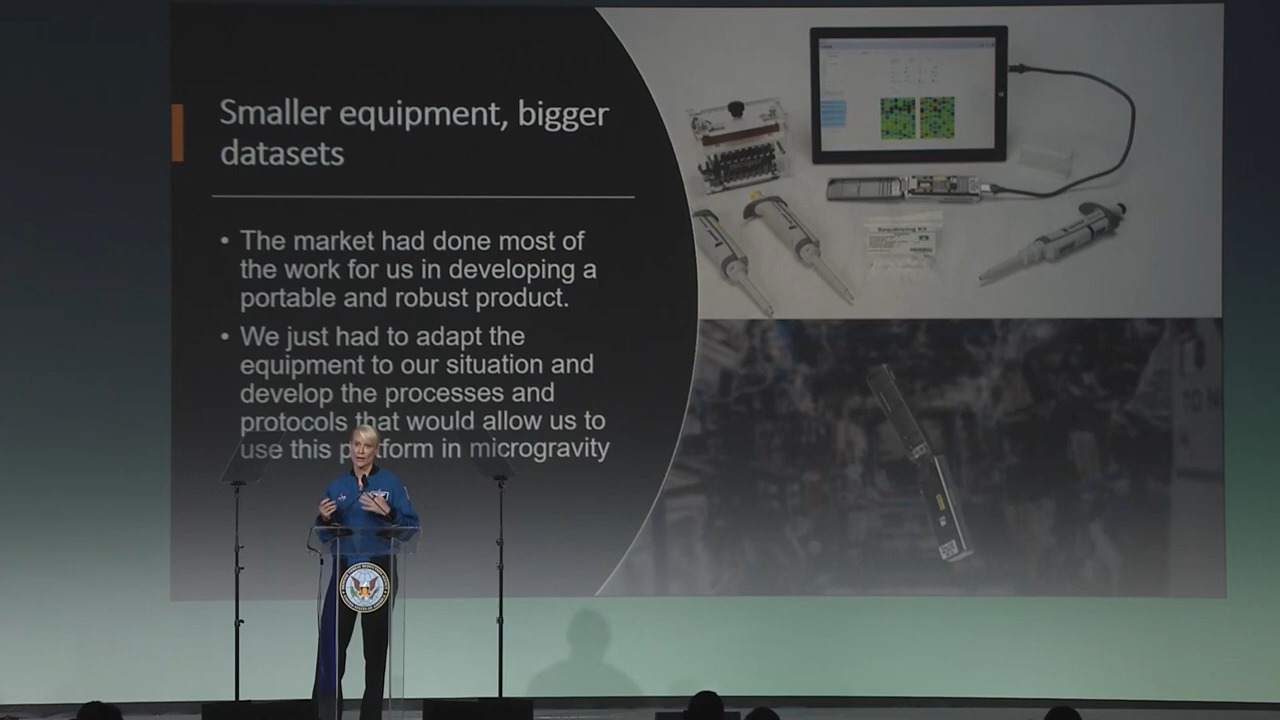 Smaller equipment, bigger
datasets
• The market had done most of
the work for us in developing a
portable and robust product.
• We just had to adapt the
equipment to our situation and
develop the processes and
protocols that would allow us to
use this platform in microgravity
Sequencing Kit